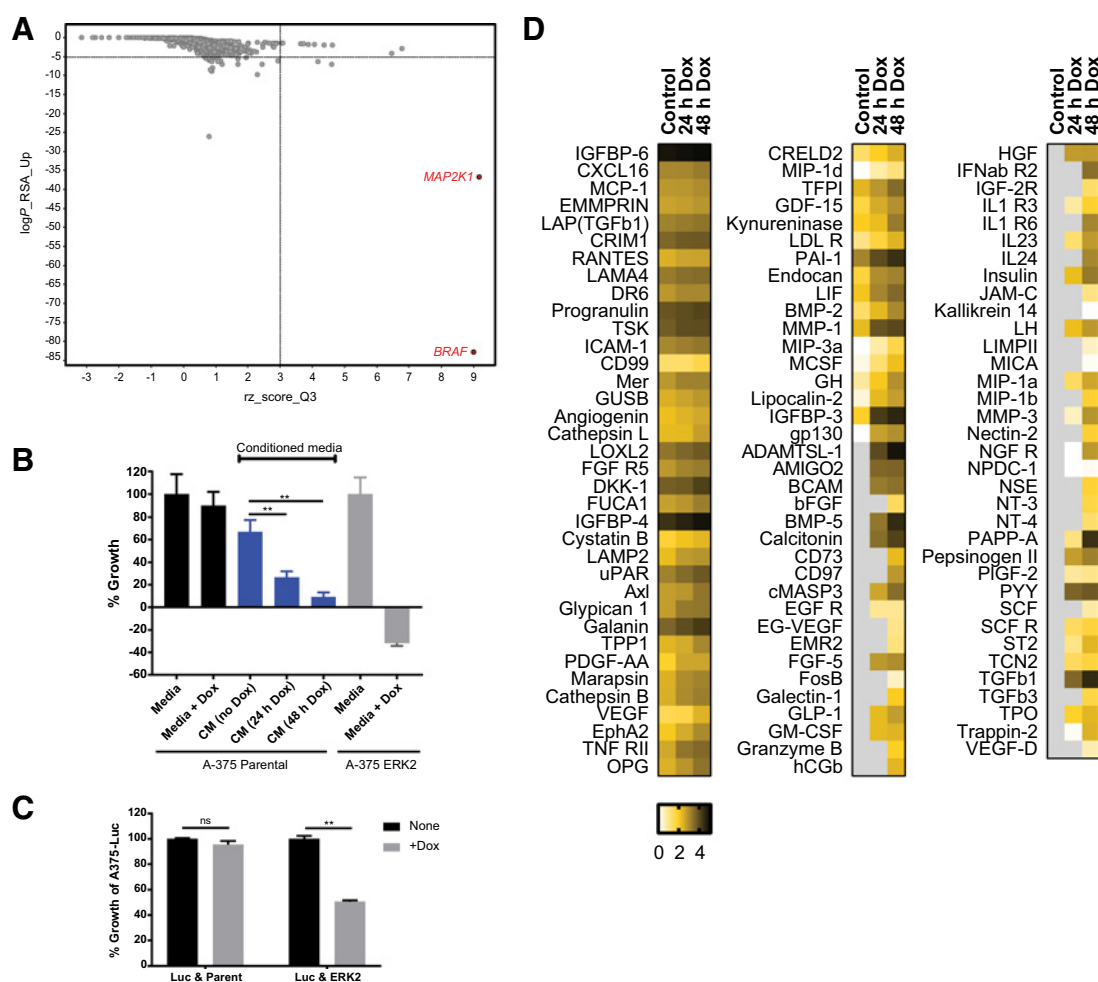 A
0
-5
-10
-15
-20
-25
-30
-35
-40
-45
-50
-55
-60
-65
-70
-75
-80
-85
logP_RSA_Up
MAP2K1
BRAF
-3 -2 -1 0 1 2 3 4 5 6 7 8 9
rz_score_Q3
B
Conditioned media
120
100
80
60
40
20
0
-20
-40
-60
% Growth
**
**
Media
Media + Dox
CM (no Dox)
CM (24 h Dox)
CM (48 h Dox)
Media
Media + Dox
A-375 Parental
A-375 ERK2
C
120
100
80
60
40
20
0
% Growth of A375-Luc
ns
**
None
+Dox
Luc & Parent
Luc & ERK2
D
Control
24 h Dox
48 h Dox
IGFBP-6
CXCL16
MCP-1
EMMPRIN
LAP(TGFb1)
CRIM1
RANTES
LAMA4
DR6
Progranulin
TSK
ICAM-1
CD99
Mer
GUSB
Angiogenin
Cathepsin L
LOXL2
FGF R5
DKK-1
FUCA1
IGFBP-4
Cystatin B
LAMP2
uPAR
Axl
Glypican 1
Galanin
TPP1
PDGF-AA
Marapsin
Cathepsin B
VEGF
EphA2
TNF RII
OPG
0 2 4
Control
24 h Dox
48 h Dox
CRELD2
MIP-1d
TFPI
GDF-15
Kynureninase
LDL R
PAI-1
Endocan
LIF
BMP-2
MMP-1
MIP-3a
MCSF
GH
Lipocalin-2
IGFBP-3
gp130
ADAMTSL-1
AMIGO2
BCAM
bFGF
BMP-5
Calcitonin
CD73
CD97
cMASP3
EGF R
EG-VEGF
EMR2
FGF-5
FosB
Galectin-1
GLP-1
GM-CSF
Granzyme B
hCGb
Control
24 h Dox
48 h Dox
HGF
IFNab R2
IGF-2R
IL1 R3
IL1 R6
IL23
IL24
Insulin
JAM-C
Kallikrein 14
LH
LIMPII
MICA
MIP-1a
MIP-1b
MMP-3
Nectin-2
NGF R
NPDC-1
NSE
NT-3
NT-4
PAPP-A
Pepsinogen II
PlGF-2
PYY
SCF
SCF R
ST2
TCN2
TGFb1
TGFb3
TPO
Trappin-2
VEGF-D